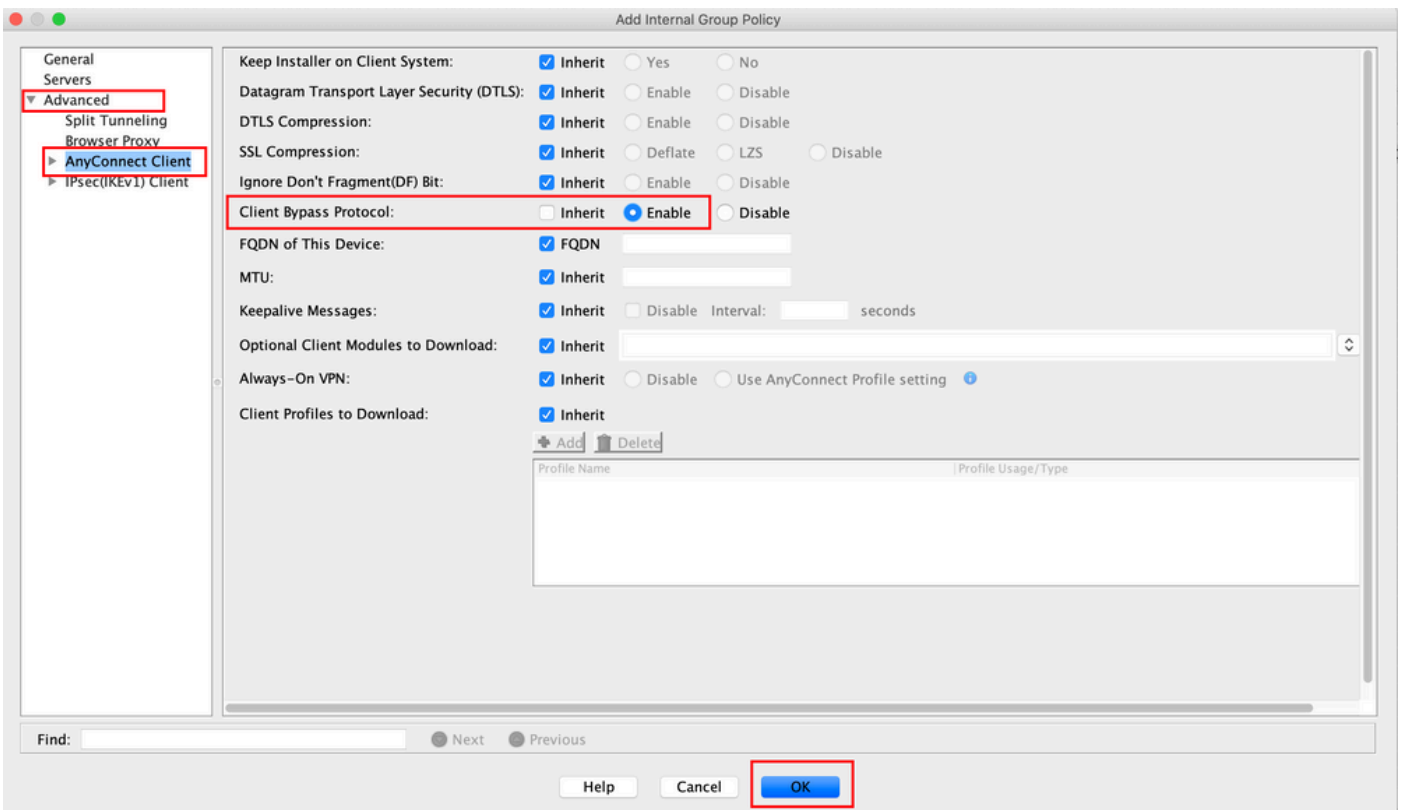 Add Internal Group Policy
General
Servers
Advanced
Split Tunneling
Browser Proxy
AnyConnect Client
IPsec(IKEv1) Client
Keep Installer on Client System: Inherit Yes No
Datagram Transport Layer Security (DTLS): Inherit Enable Disable
DTLS Compression: Inherit Enable Disable
SSL Compression: Inherit Deflate LZS Disable
Ignore Don't Fragment(DF) Bit: Inherit Enable Disable
Client Bypass Protocol: Inherit Enable Disable
FQDN of This Device: FQDN
MTU: Inherit
Keepalive Messages: Inherit Disable Interval: seconds
Optional Client Modules to Download: Inherit
Always-On VPN: Inherit Disable Use AnyConnect Profile setting
Client Profiles to Download: Inherit
Add Delete
Profile Name Profile Usage/Type
Find: Next Previous
Help Cancel OK